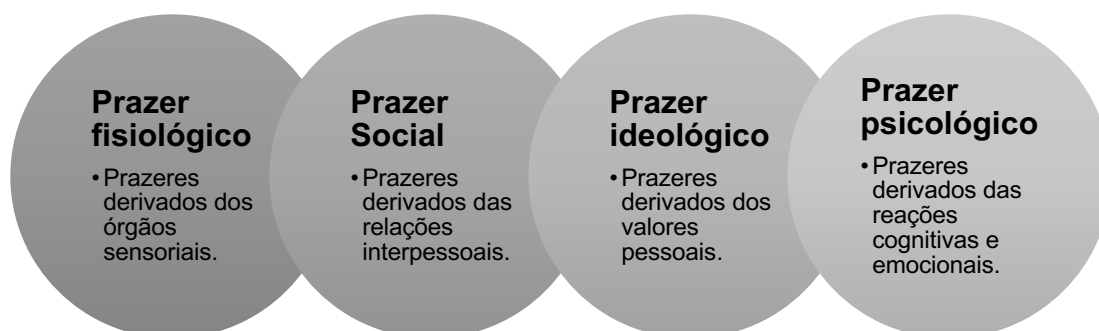 Prazer
fisiológico
• Prazeres
derivados dos
órgãos
sensoriais.
Prazer
Social
• Prazeres
derivados das
relações
interpessoais.
Prazer
ideológico
• Prazeres
derivados dos
valores
pessoais.
Prazer
psicológico
• Prazeres
derivados das
reações
cognitivas e
emocionais.